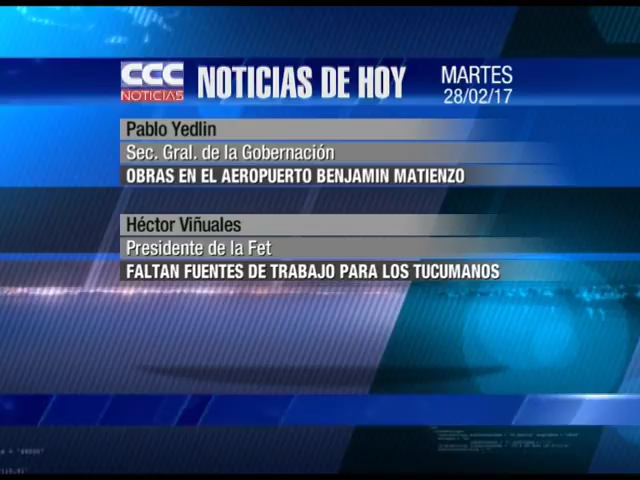 CCC
NOTICIAS
NOTICIAS DE HOY
MARTES
28/02/17
Pablo Yedlin
Sec. Gral. de la Gobernación
OBRAS EN EL AEROPUERTO BENJAMIN MATIENZO
Héctor Viñuales
Presidente de la Fet
FALTAN FUENTES DE TRABAJO PARA LOS TUCUMANOS